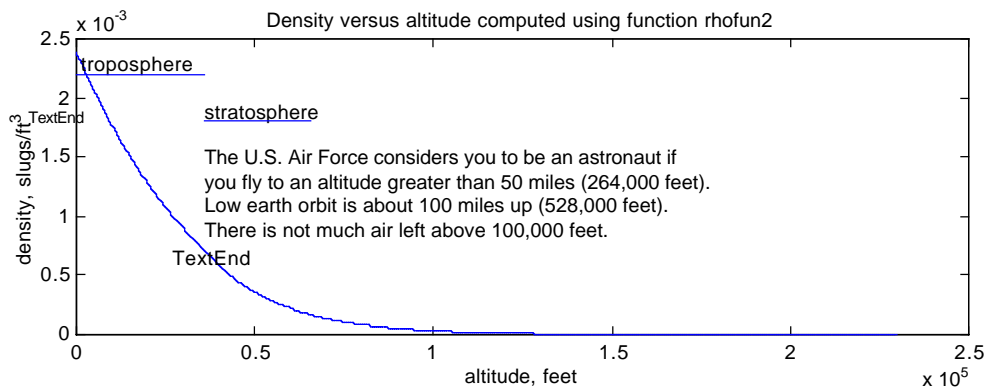 Density versus altitude computed using function rhofun2
x 10-3
2.5
2
1.5
1
0.5
0
density, slugs/ft3
TextEnd
troposphere
stratosphere
The U.S. Air Force considers you to be an astronaut if
you fly to an altitude greater than 50 miles (264,000 feet).
Low earth orbit is about 100 miles up (528,000 feet).
There is not much air left above 100,000 feet.
TextEnd
0 0.5 1 1.5 2 2.5
x 105
altitude, feet